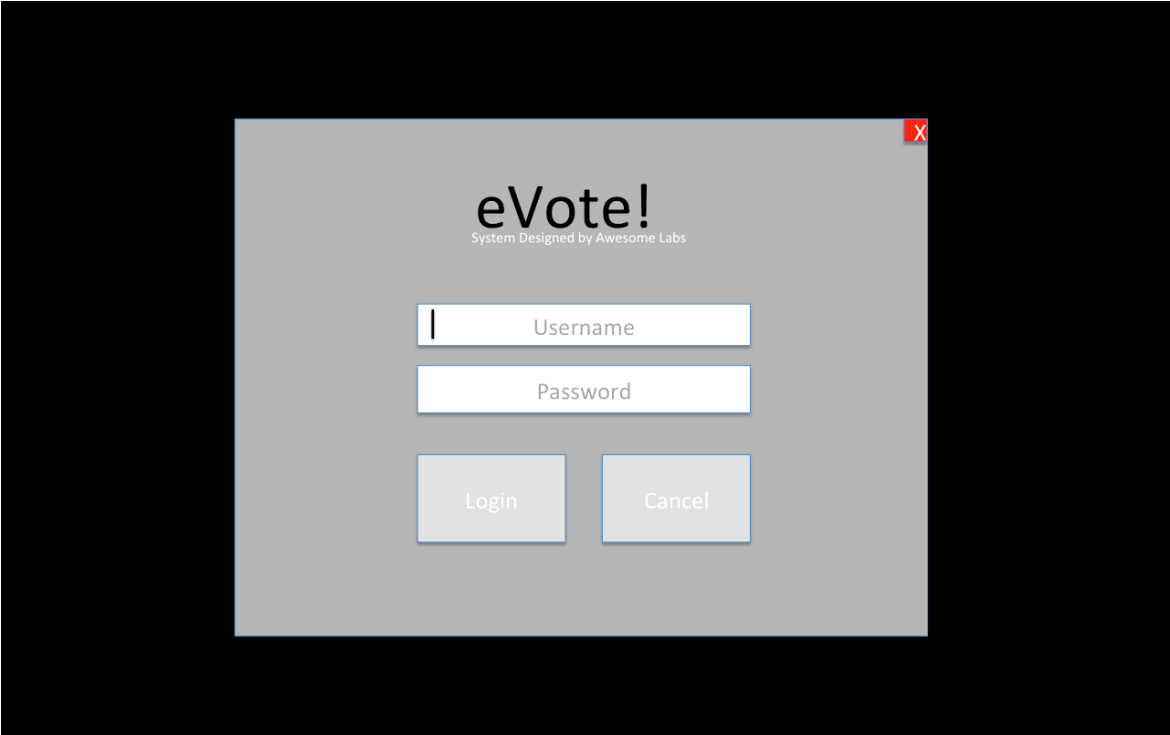 X
eVote!
System Designed by Awesome Labs
Username
Password
Login
Cancel